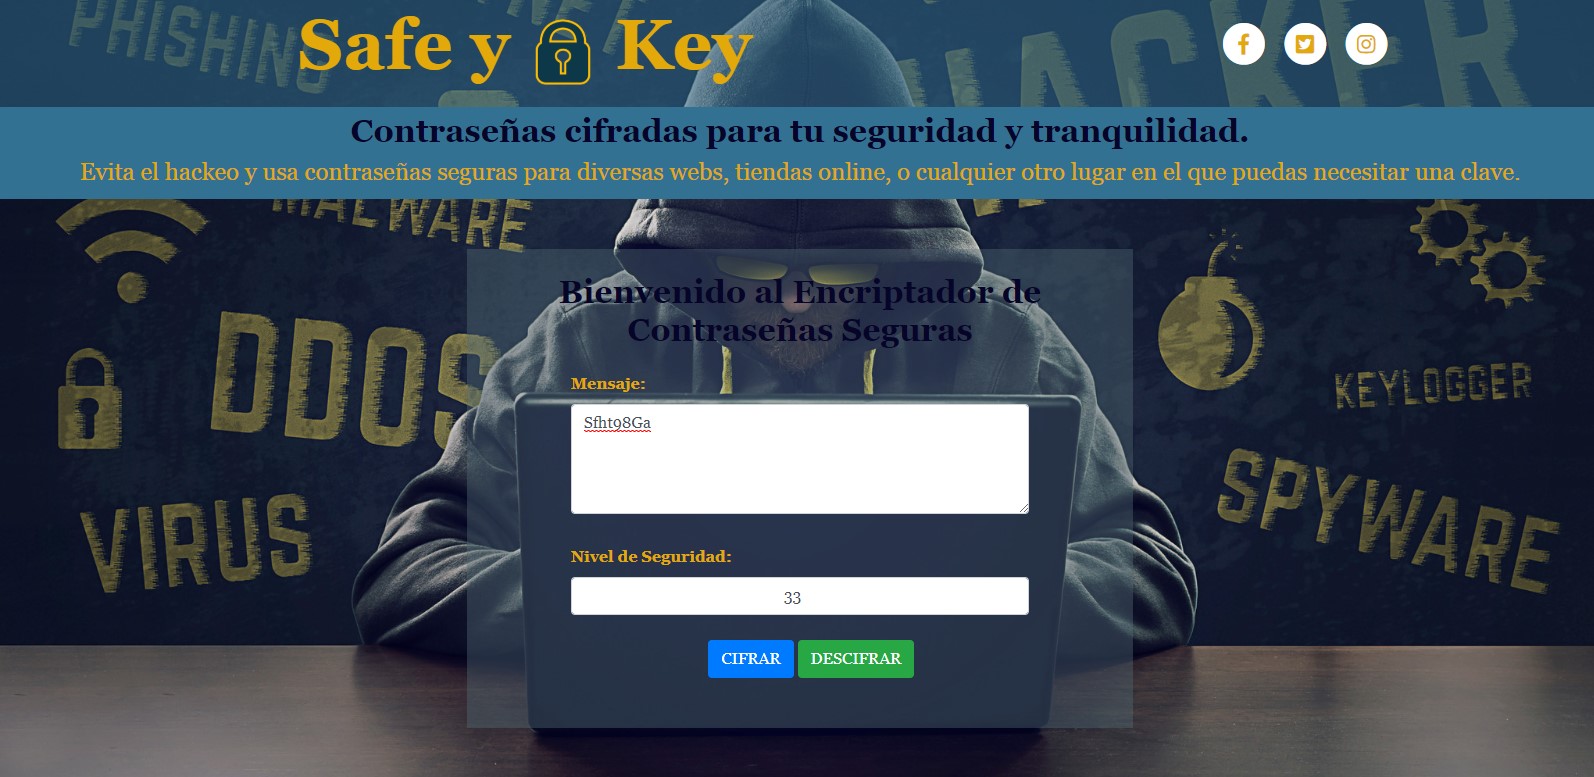 PHISHING
HACKER
Safe y Key
Contraseñas cifradas para tu seguridad y tranquilidad.
Evita el hackeo y usa contraseñas seguras para diversas webs, tiendas online, o cualquier otro lugar en el que puedas necesitar una clave.
MALWARE
Bienvenido al Encriptador de
Contraseñas Seguras
DDOS
KEYLOGGER
Mensaje:
Sfht98Ga
VIRUS
SPYWARE
Nivel de Seguridad:
33
CIFRAR DESCIFRAR